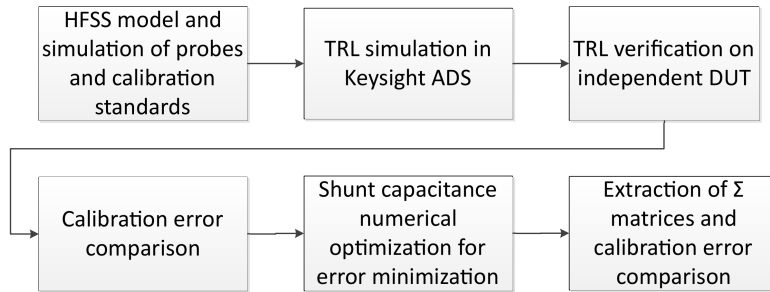 HFSS model and
simulation of probes
and calibration
standards
TRL simulation in
Keysight ADS
TRL verification on
independent DUT
Calibration error
comparison
Shunt capacitance
numerical
optimization for
error minimization
Extraction of Σ
matrices and
calibration error
comparison